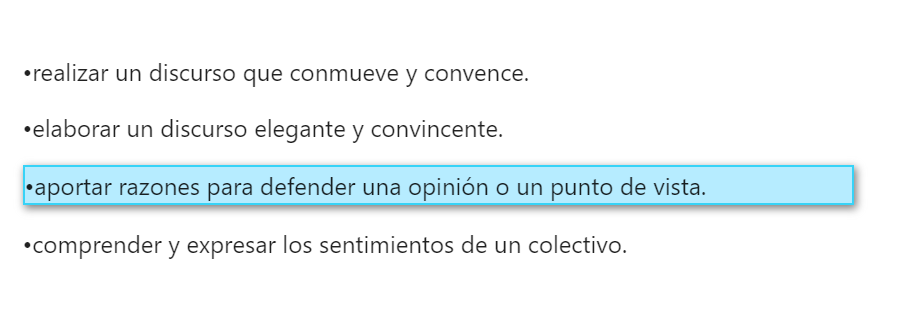 •realizar un discurso que conmueve y convence.
•elaborar un discurso elegante y convincente.
•aportar razones para defender una opinión o un punto de vista.
•comprender y expresar los sentimientos de un colectivo.